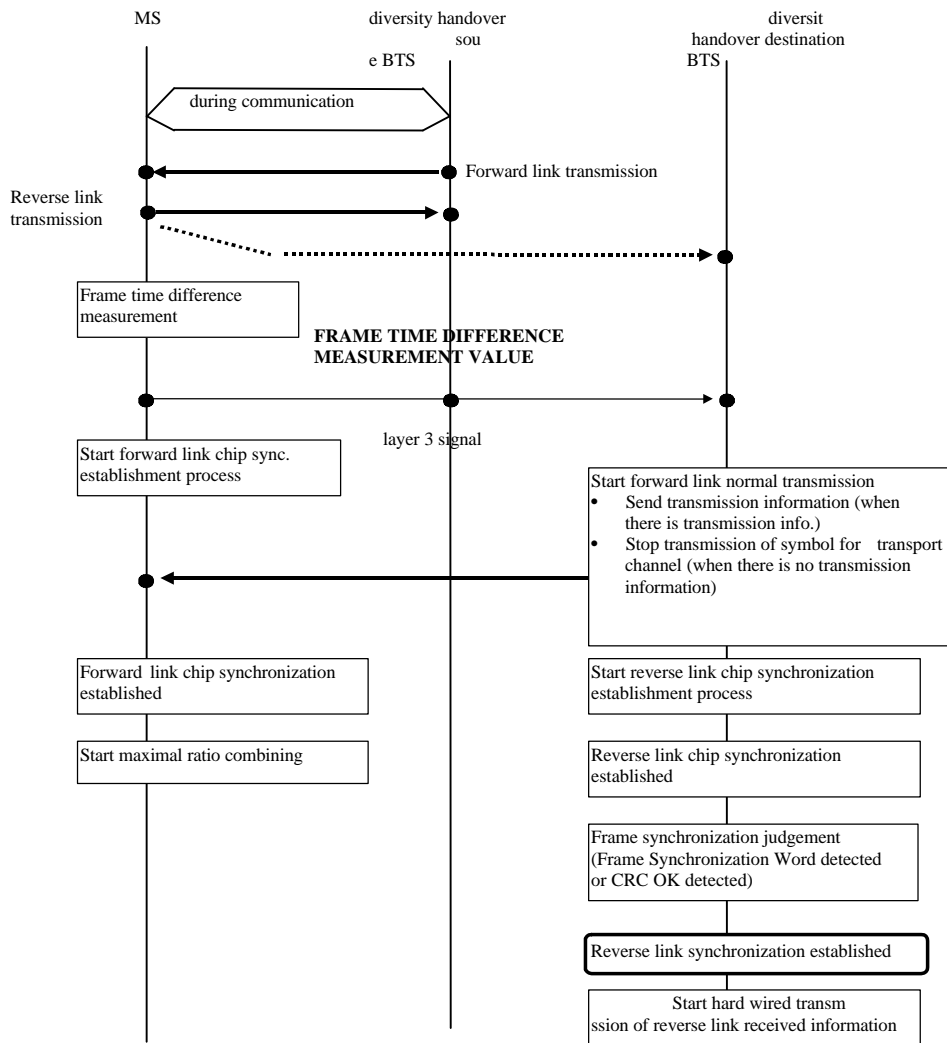 MS
diversity handover
sou
e BTS
diversit
handover destination
BTS
during communication
Forward link transmission
Reverse link
transmission
Frame time difference
measurement
FRAME TIME DIFFERENCE
MEASUREMENT VALUE
layer 3 signal
Start forward link chip sync.
establishment process
Start forward link normal transmission
• Send transmission information (when
there is transmission info.)
• Stop transmission of symbol for transport
channel (when there is no transmission
information)
Forward link chip synchronization
established
Start reverse link chip synchronization
establishment process
Start maximal ratio combining
Reverse link chip synchronization
established
Frame synchronization judgement
(Frame Synchronization Word detected
or CRC OK detected)
Reverse link synchronization established
Start hard wired transm
ssion of reverse link received information